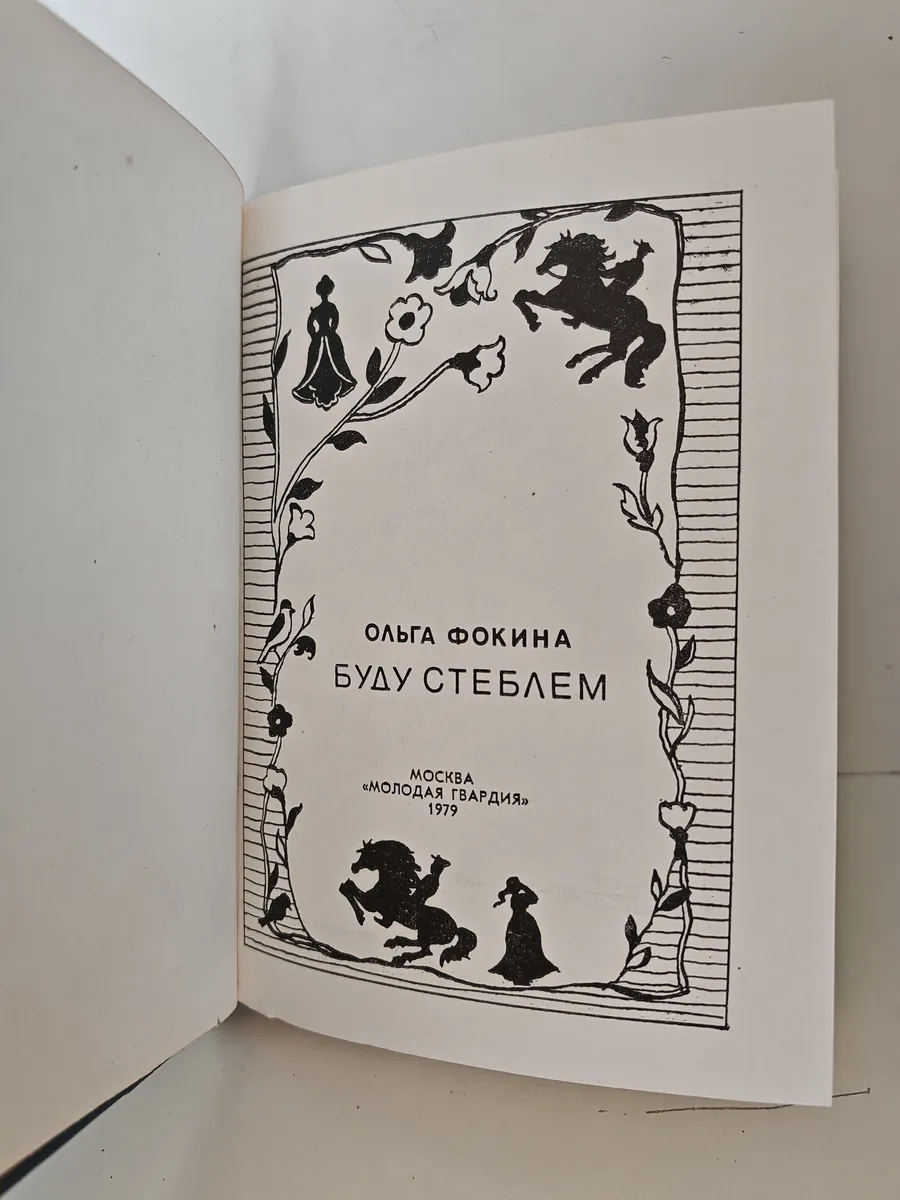 ОЛЬГА ФОКИНА
БУДУ СТЕБЛЕМ
МОСКВА
«МОЛОДАЯ ГВАРДИЯ»
1979